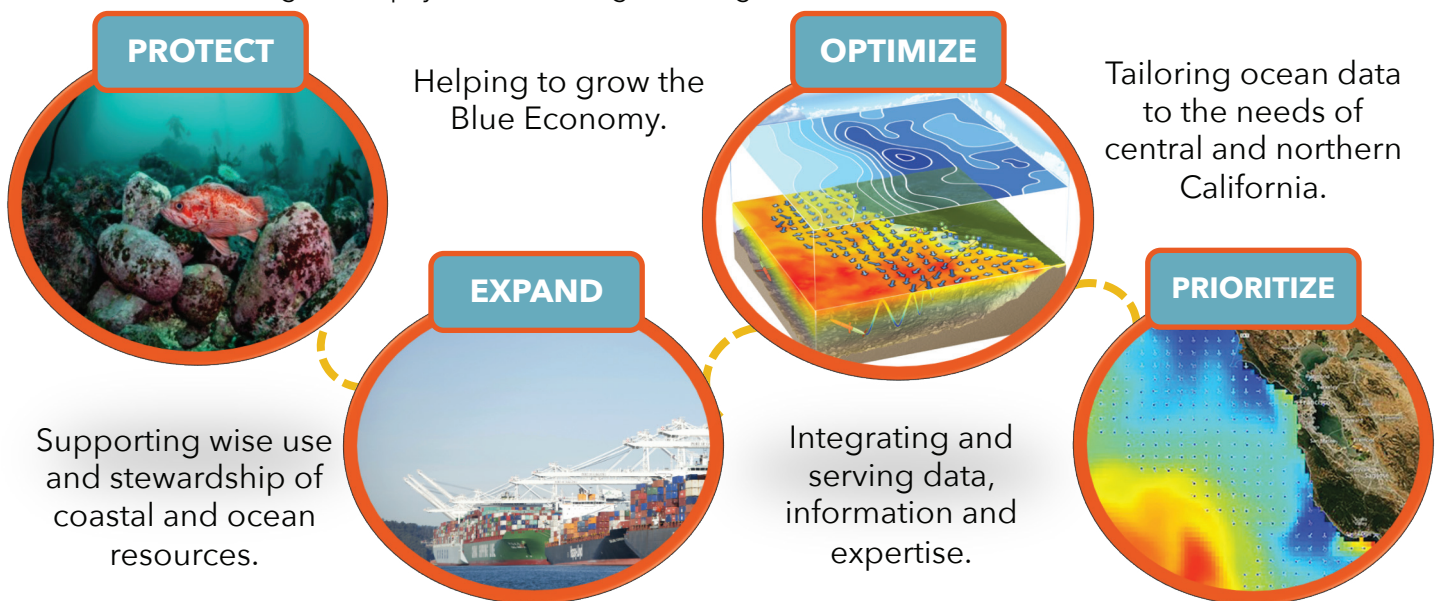 PROTECT
Supporting wise use
and stewardship of
coastal and ocean
resources.
Helping to grow the
Blue Economy.
EXPAND
OPTIMIZE
Integrating and
serving data,
information and
expertise.
Tailoring ocean data
to the needs of
central and northern
California.
PRIORITIZE